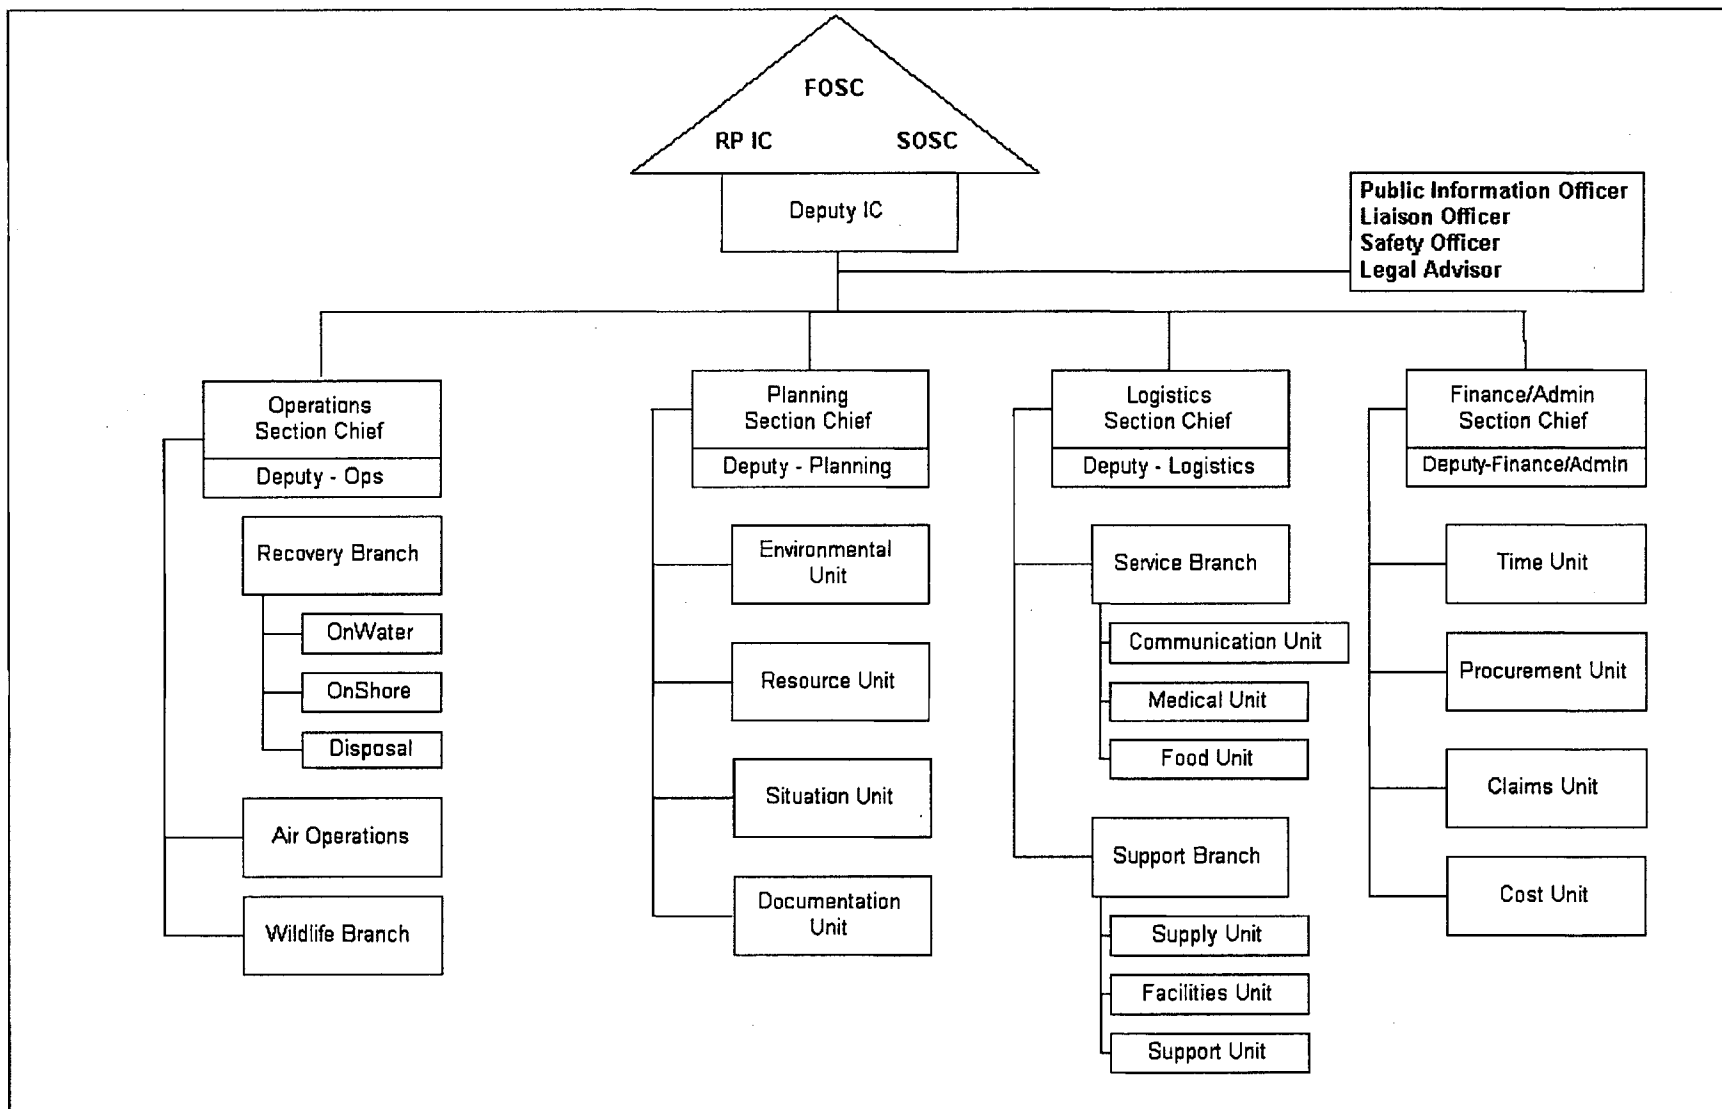 FOSC
RP IC SOSC
Deputy IC
Public Information Officer
Liaison Officer
Safety Officer
Legal Advisor
Operations
Section Chief
Deputy - Ops
Recovery Branch
OnWater
OnShore
Disposal
Air Operations
Wildlife Branch
Planning
Section Chief
Deputy - Planning
Environmental
Unit
Resource Unit
Situation Unit
Documentation
Unit
Logistics
Section Chief
Deputy - Logistics
Service Branch
Communication Unit
Medical Unit
Food Unit
Support Branch
Supply Unit
Facilities Unit
Support Unit
Finance/Admin
Section Chief
Deputy-Finance/Admin
Time Unit
Procurement Unit
Claims Unit
Cost Unit